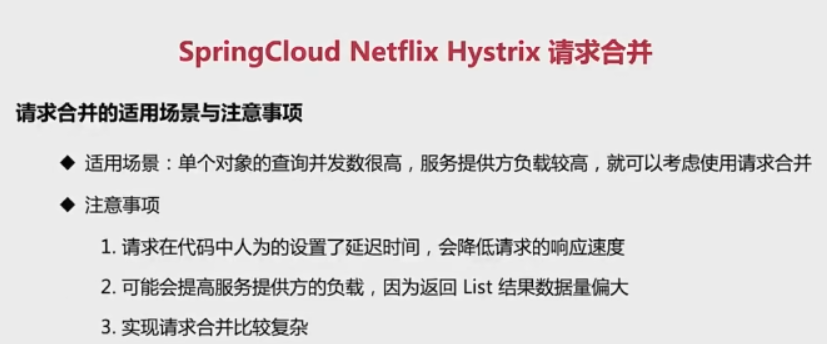 SpringCloud Netflix Hystrix 请求合并
请求合并的适用场景与注意事项
◆ 适用场景：单个对象的查询并发数很高，服务提供方负载较高，就可以考虑使用请求合并
◆ 注意事项
1. 请求在代码中人为的设置了延迟时间，会降低请求的响应速度
2. 可能会提高服务提供方的负载，因为返回 List 结果数据量偏大
3. 实现请求合并比较复杂